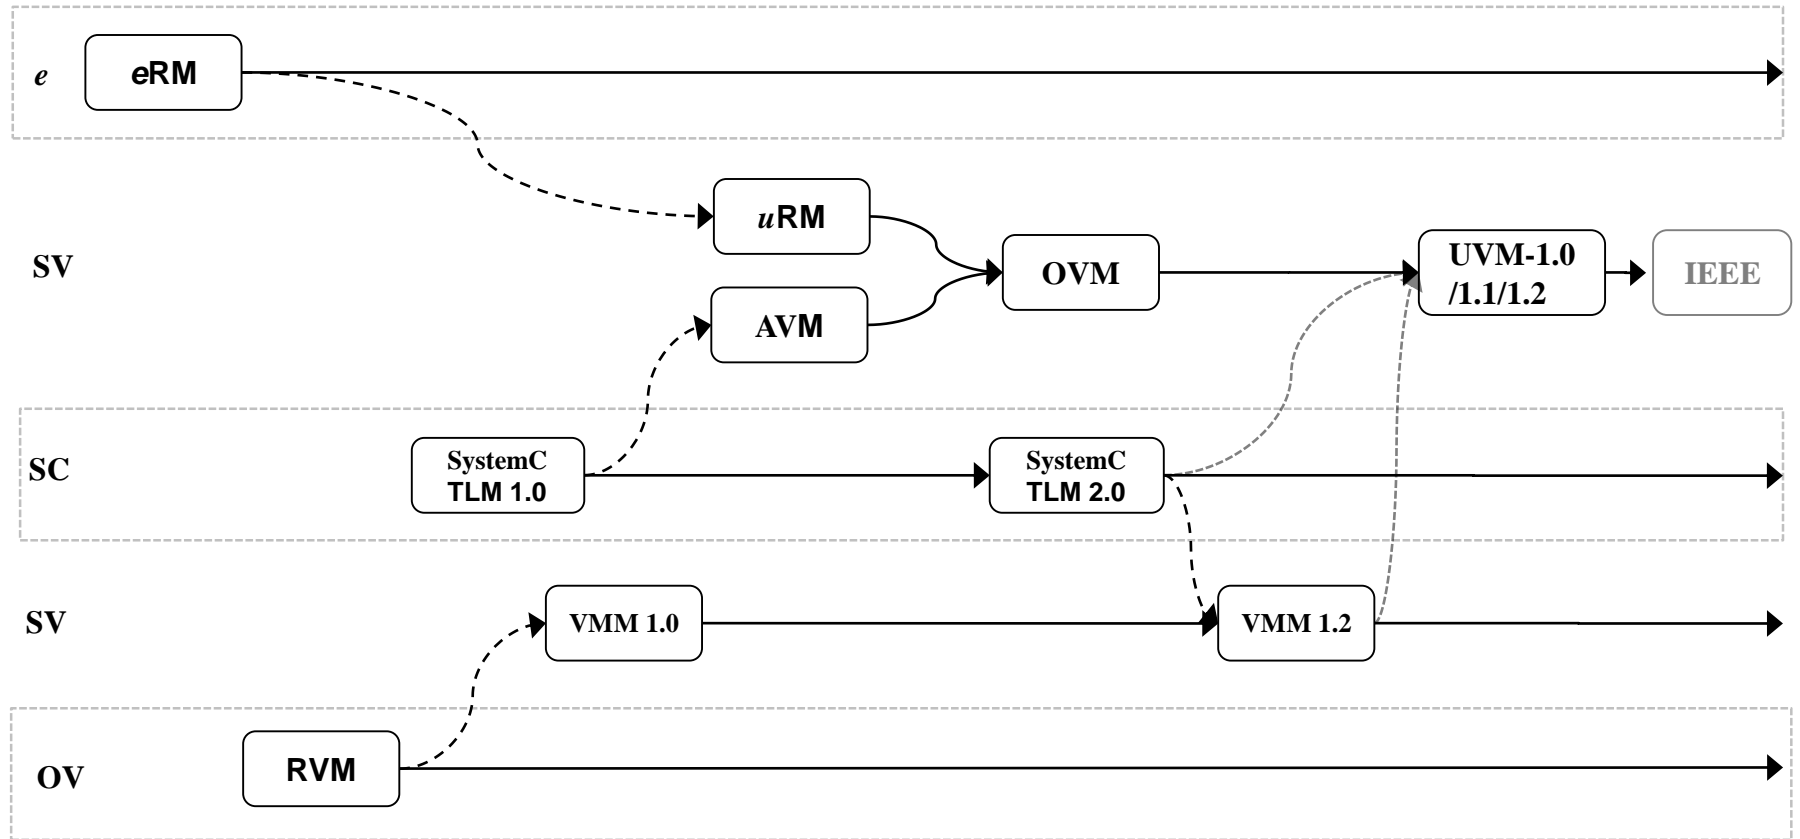 e
eRM
uRM
SV
OVM
UVM-1.0
/1.1/1.2
IEEE
AVM
SC
SystemC
TLM 1.0
SystemC
TLM 2.0
SV
VMM 1.0
VMM 1.2
OV
RVM